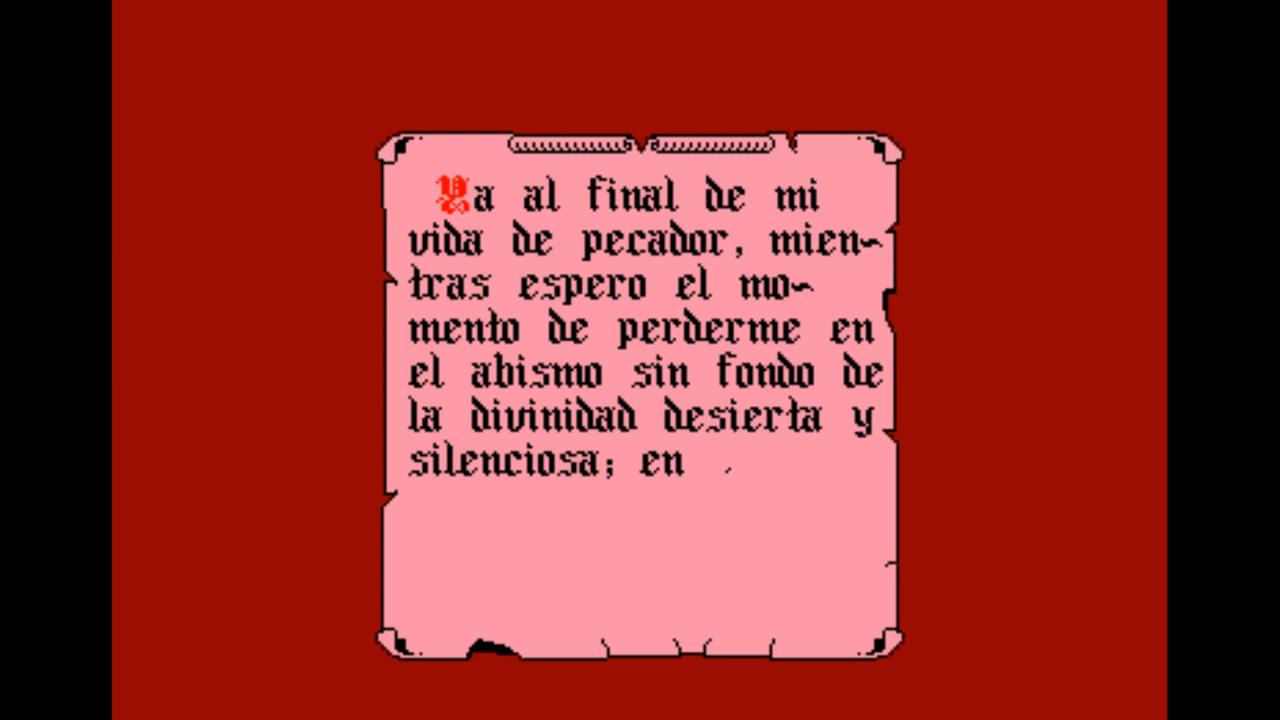 Ya al final de mi
vida de pecador, mien~
tras espero el mo~
mento de perderme en
el abismo sin fondo de
la divinidad desierta y
silenciosa; en